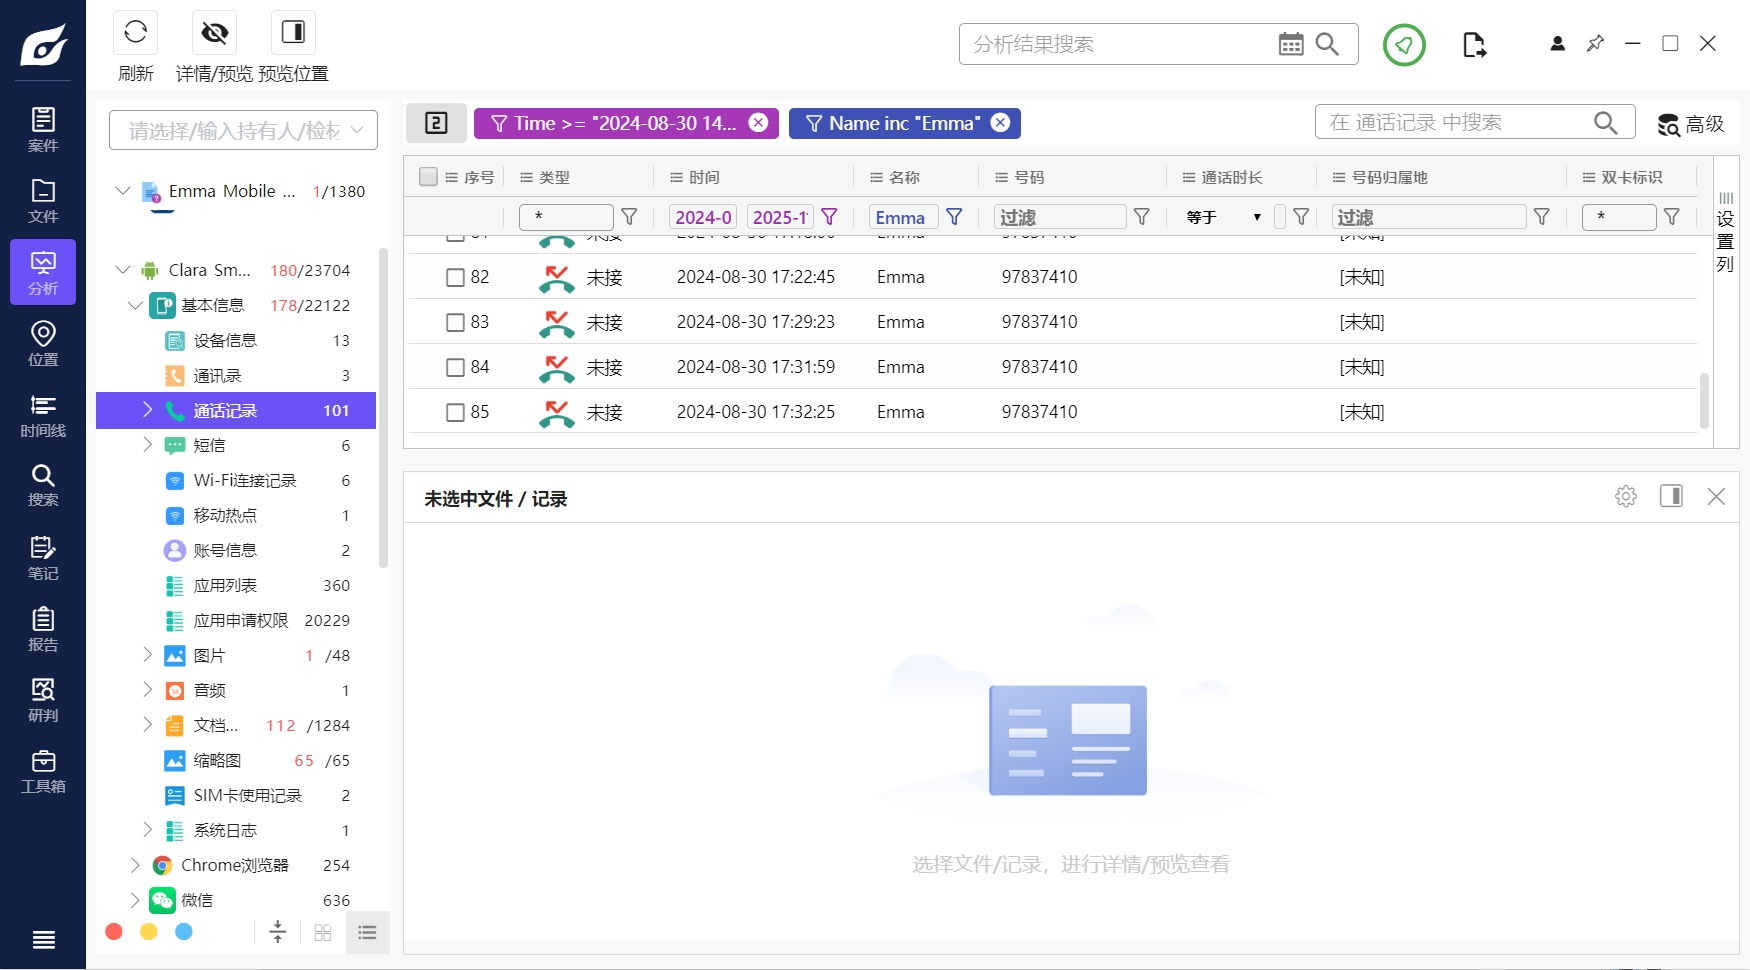 刷新
详情/预览
预览位置
分析结果搜索
案件
文件
分析
位置
时间线
搜索
笔记
报告
研判
工具箱
请选择/输入持有人/检材
Emma Mobile ... 1/1380
Clara Sm... 180/23704
基本信息 178/22122
设备信息 13
通讯录 3
通话记录 101
短信 6
Wi-Fi连接记录 6
移动热点 1
账号信息 2
应用列表 360
应用申请权限 20229
图片 1 /48
音频 1
文档... 112 /1284
缩略图 65 /65
SIM卡使用记录 2
系统日志 1
Chrome浏览器 254
微信 636
2
Time >= "2024-08-30 14...
Name inc "Emma"
在 通话记录 中搜索
高级
序号 类型 时间 名称 号码 通话时长 号码归属地 双卡标识
* 2024-0 2025-1 Emma 过滤 等于 过滤 *
82 未接 2024-08-30 17:22:45 Emma 97837410 [未知]
83 未接 2024-08-30 17:29:23 Emma 97837410 [未知]
84 未接 2024-08-30 17:31:59 Emma 97837410 [未知]
85 未接 2024-08-30 17:32:25 Emma 97837410 [未知]
设置列
未选中文件 / 记录
选择文件/记录，进行详情/预览查看